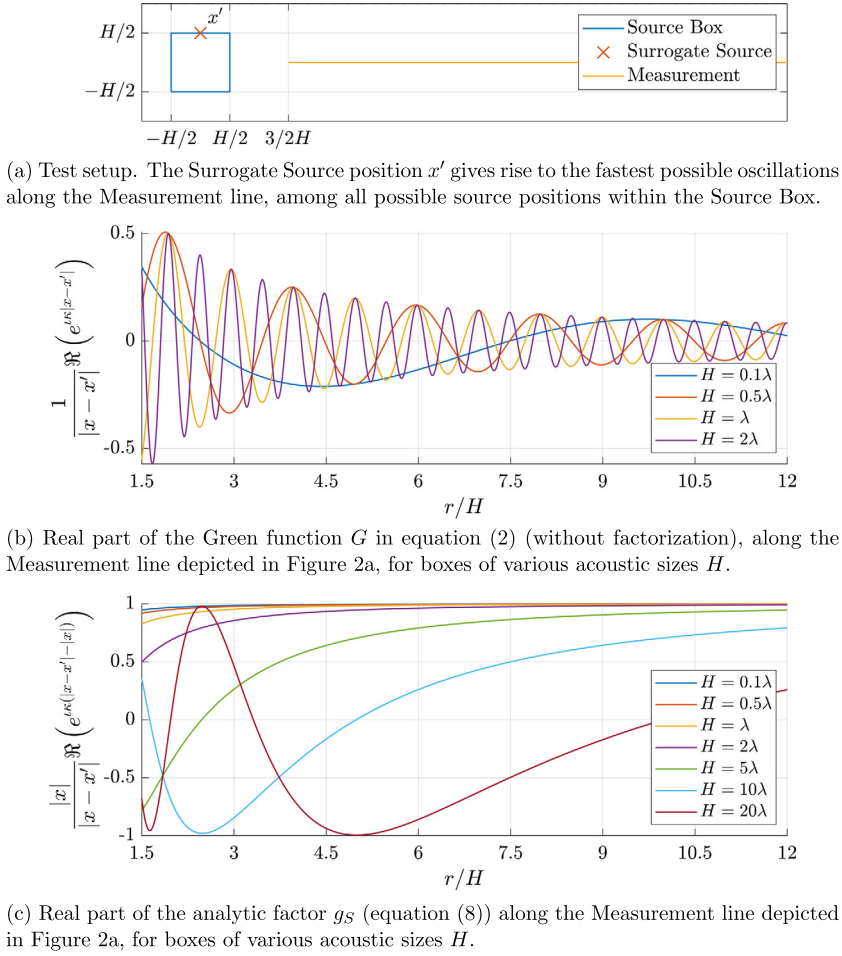 x′
H/2
−H/2
−H/2 H/2 3/2H
Source Box
Surrogate Source
Measurement
(a) Test setup. The Surrogate Source position x′ gives rise to the fastest possible oscillations
along the Measurement line, among all possible source positions within the Source Box.
1/|x − x′| ℜ(e^{ικ|x−x′|})
0.5
0
-0.5
1.5 3 4.5 6 7.5 9 10.5 12
r/H
H = 0.1λ
H = 0.5λ
H = λ
H = 2λ
(b) Real part of the Green function G in equation (2) (without factorization), along the
Measurement line depicted in Figure 2a, for boxes of various acoustic sizes H.
|x|/|x − x′| ℜ(e^{ικ(|x−x′|−|x|)})
1
0.5
0
-0.5
-1
1.5 3 4.5 6 7.5 9 10.5 12
r/H
H = 0.1λ
H = 0.5λ
H = λ
H = 2λ
H = 5λ
H = 10λ
H = 20λ
(c) Real part of the analytic factor g_S (equation (8)) along the Measurement line depicted
in Figure 2a, for boxes of various acoustic sizes H.